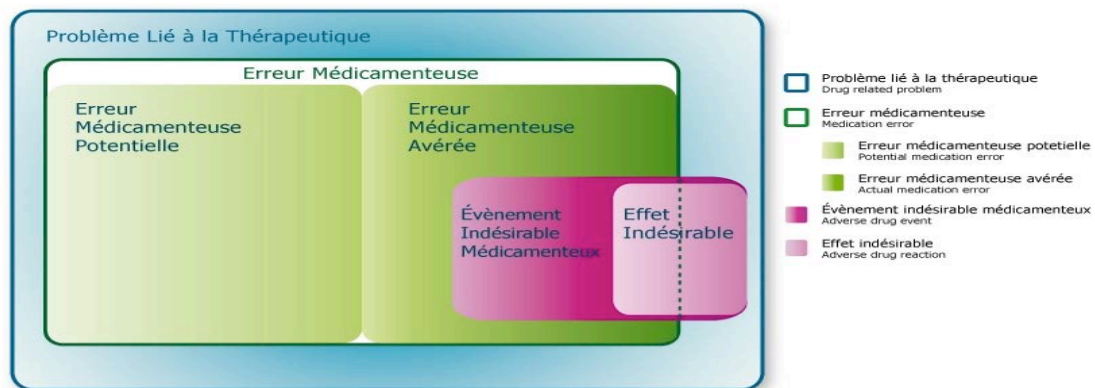 Problème Lié à la Thérapeutique
Erreur Médicamenteuse
Erreur
Médicamenteuse
Potentielle
Erreur
Médicamenteuse
Avérée
Évènement
Indésirable
Médicamenteux
Effet
Indésirable
Problème lié à la thérapeutique
Drug related problem
Erreur médicamenteuse
Medication error
Erreur médicamenteuse potetielle
Potential medication error
Erreur médicamenteuse avérée
Actual medication error
Évènement indésirable médicamenteux
Adverse drug event
Effet indésirable
Adverse drug reaction